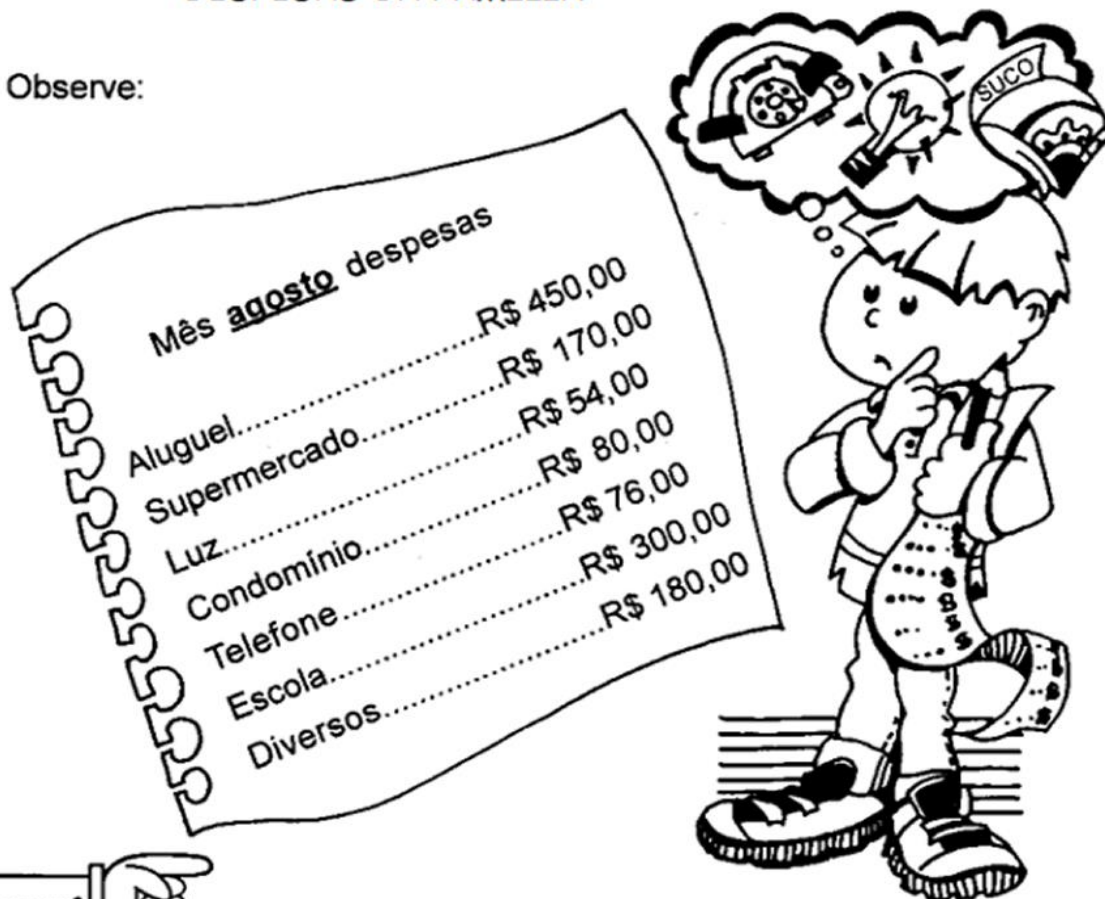 Observe:
SUCO
Mês agosto despesas
Aluguel..............................R$ 450,00
Supermercado.................R$ 170,00
Luz.....................................R$ 54,00
Condomínio......................R$ 80,00
Telefone............................R$ 76,00
Escola................................R$ 300,00
Diversos...........................R$ 180,00